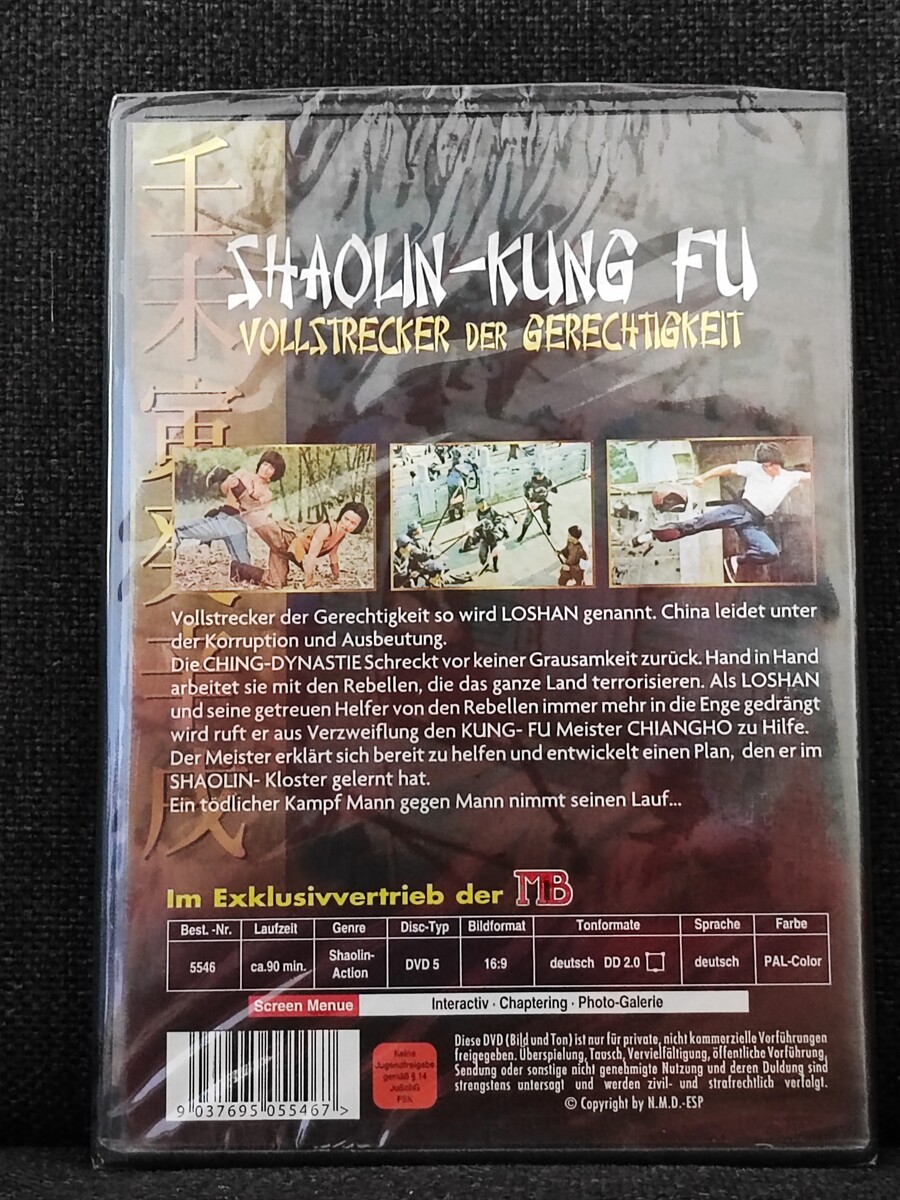 壬
未
寅
SHAOLIN-KUNG FU
VOLLSTRECKER DER GERECHTIGKEIT
Vollstrecker der Gerechtigkeit so wird LOSHAN genannt. China leidet unter
der Korruption und Ausbeutung.
Die CHING-DYNASTIE Schreckt vor keiner Grausamkeit zurück. Hand in Hand
arbeitet sie mit den Rebellen, die das ganze Land terrorisieren. Als LOSHAN
und seine getreuen Helfer von den Rebellen immer mehr in die Enge gedrängt
wird ruft er aus Verzweiflung den KUNG- FU Meister CHIANGHO zu Hilfe.
Der Meister erklärt sich bereit zu helfen und entwickelt einen Plan, den er im
SHAOLIN- Kloster gelernt hat.
Ein tödlicher Kampf Mann gegen Mann nimmt seinen Lauf...
Im Exklusivvertrieb der MB
Best. -Nr. Laufzeit Genre Disc-Typ Bildformat Tonformate Sprache Farbe
5546 ca.90 min. Shaolin-Action DVD 5 16:9 deutsch DD 2.0 deutsch PAL-Color
Screen Menue Interactiv · Chaptering · Photo-Galerie
9 037695 055467 >
Keine
Jugendfreigabe
gemäß § 14
JuSchG
FSK
Diese DVD (Bild und Ton) ist nur für private, nicht kommerzielle Vorführungen
freigegeben. Überspielung, Tausch, Vervielfältigung, öffentliche Vorführung,
Sendung oder sonstige nicht genehmigte Nutzung und deren Duldung sind
strengstens untersagt und werden zivil- und strafrechtlich verfolgt.
© Copyright by N.M.D.-ESP